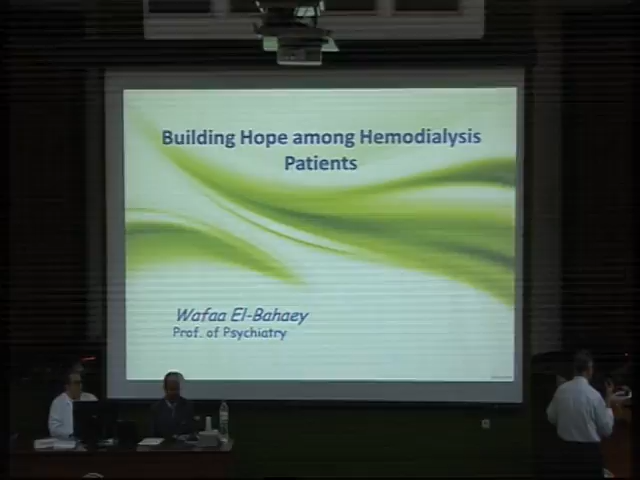 Building Hope among Hemodialysis
Patients
Wafaa El-Bahaey
Prof. of Psychiatry